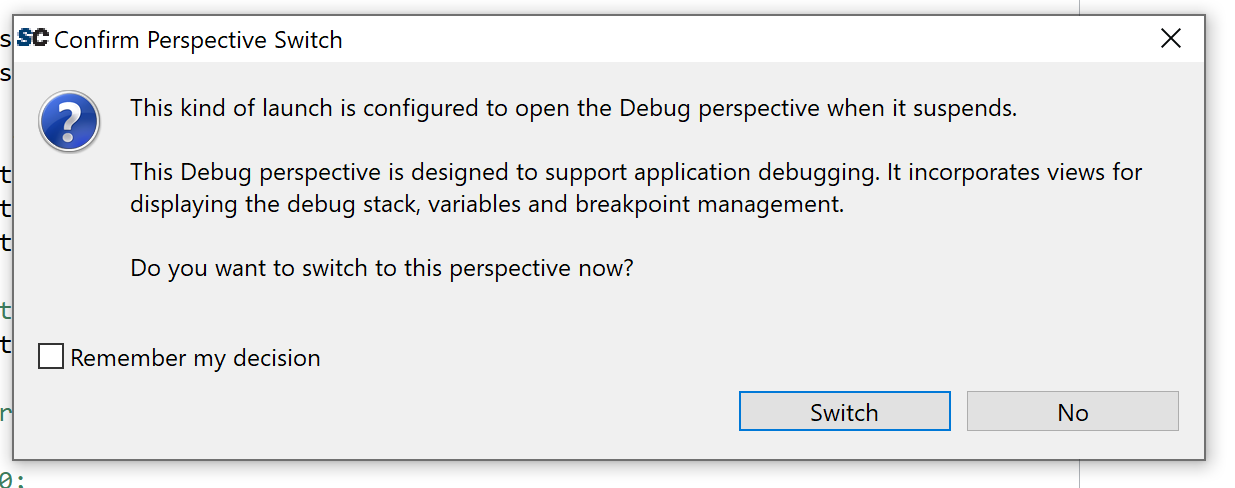 s
SC Confirm Perspective Switch
s
This kind of launch is configured to open the Debug perspective when it suspends.
t
This Debug perspective is designed to support application debugging. It incorporates views for
t
displaying the debug stack, variables and breakpoint management.
t
Do you want to switch to this perspective now?
t
t
Remember my decision
r
Switch
No
0;